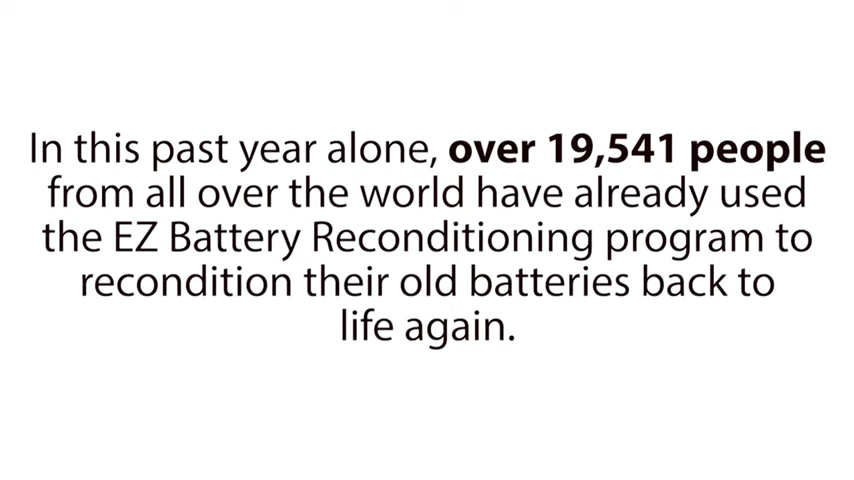 In this past year alone, over 19,541 people
from all over the world have already used
the EZ Battery Reconditioning program to
recondition their old batteries back to
life again.